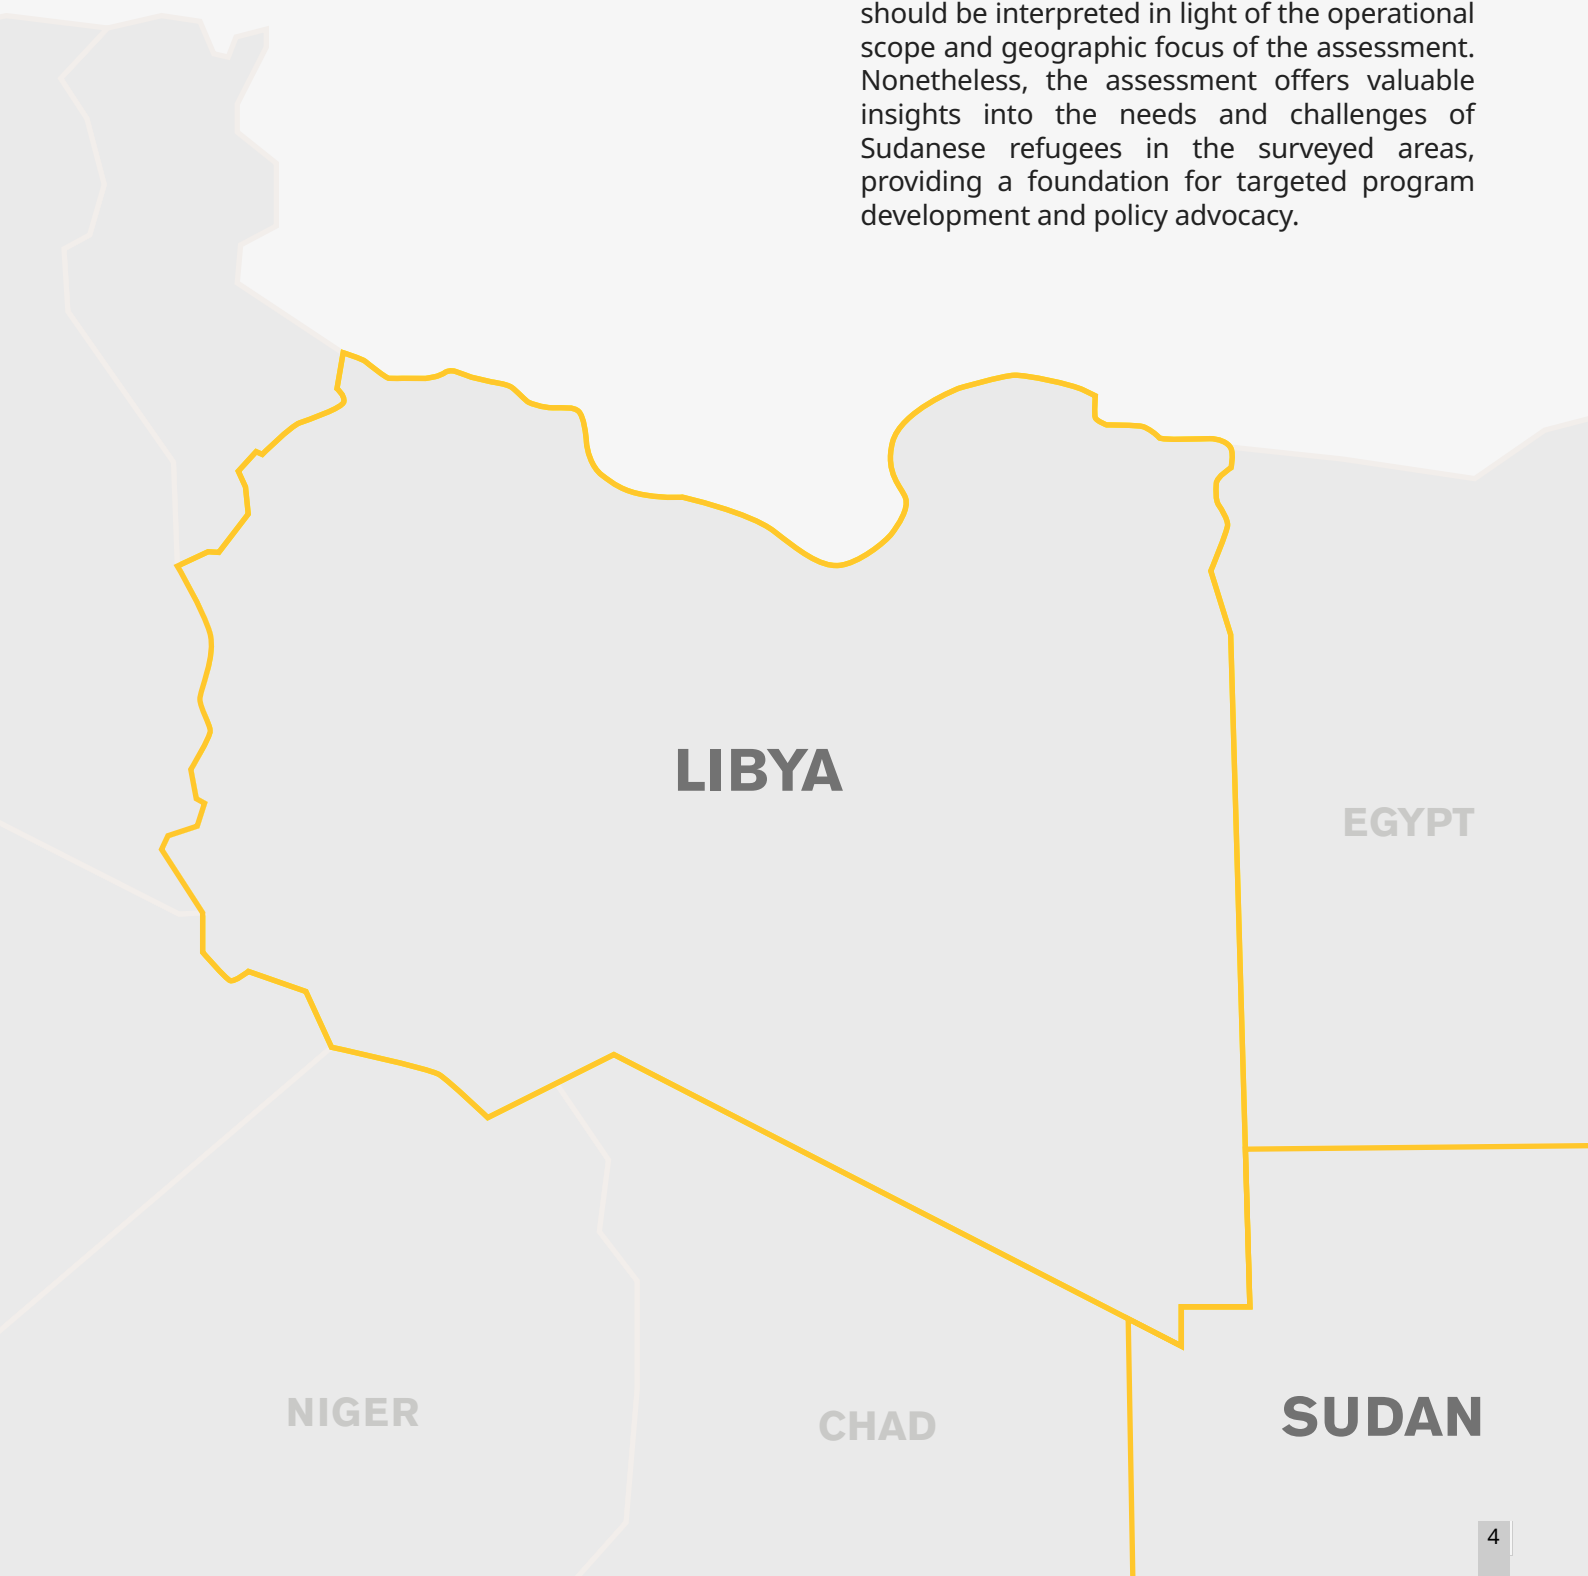 should be interpreted in light of the operational
scope and geographic focus of the assessment.
Nonetheless, the assessment offers valuable
insights into the needs and challenges of
Sudanese refugees in the surveyed areas,
providing a foundation for targeted program
development and policy advocacy.
LIBYA
EGYPT
NIGER
CHAD
SUDAN
4